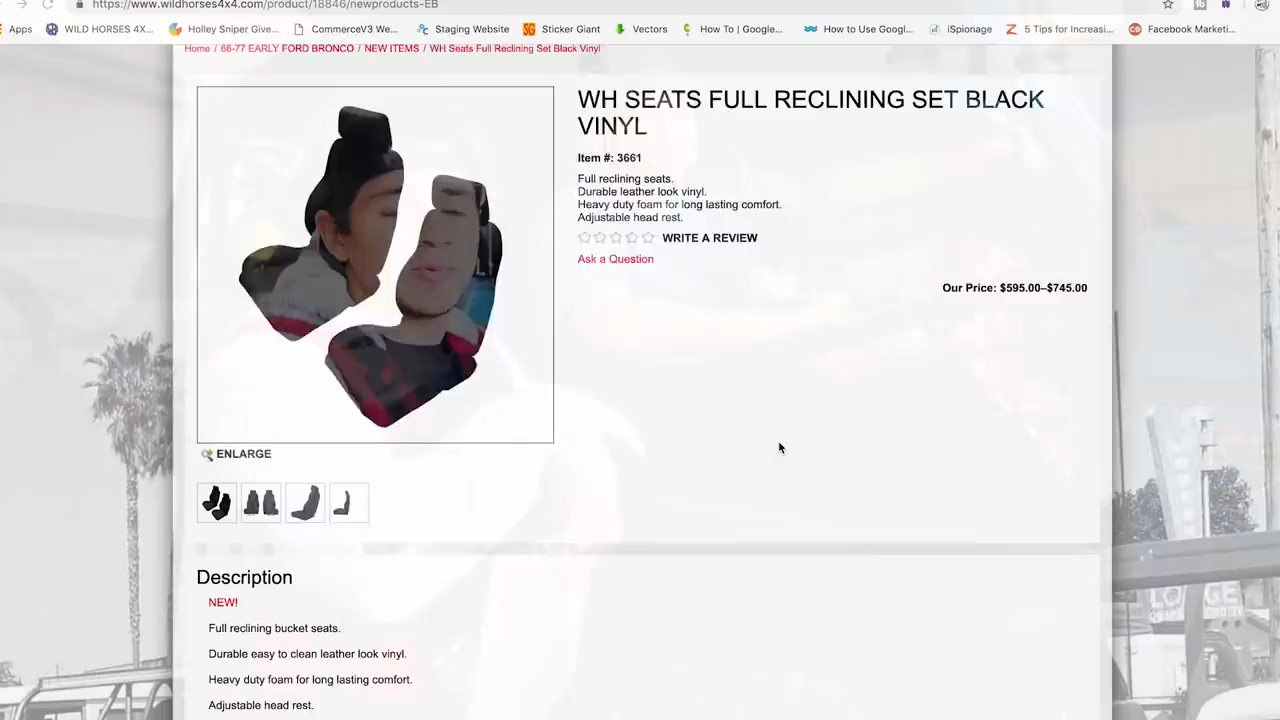 https://www.wildhorses4x4.com/product/18846/newproducts-EB
Apps WILD HORSES 4X... Holley Sniper Give... CommerceV3 We... Staging Website Sticker Giant Vectors How To | Google... How to Use Googl... iSpionage 5 Tips for Increasi... Facebook Marketi...
Home / 66-77 EARLY FORD BRONCO / NEW ITEMS / WH Seats Full Reclining Set Black Vinyl
WH SEATS FULL RECLINING SET BLACK
VINYL
Item #: 3661
Full reclining seats.
Durable leather look vinyl.
Heavy duty foam for long lasting comfort.
Adjustable head rest.
WRITE A REVIEW
Ask a Question
Our Price: $595.00–$745.00
ENLARGE
Description
NEW!
Full reclining bucket seats.
Durable easy to clean leather look vinyl.
Heavy duty foam for long lasting comfort.
Adjustable head rest.